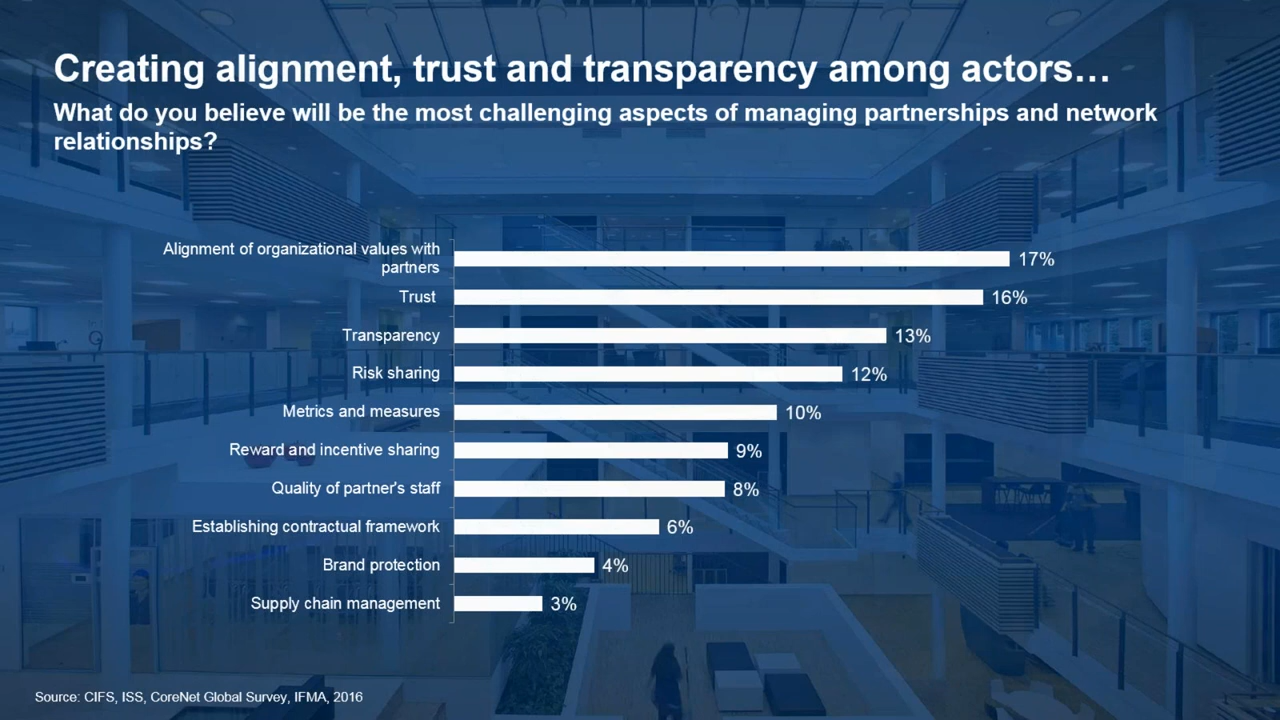 Creating alignment, trust and transparency among actors…
What do you believe will be the most challenging aspects of managing partnerships and network
relationships?
Alignment of organizational values with
partners
17%
Trust
16%
Transparency
13%
Risk sharing
12%
Metrics and measures
10%
Reward and incentive sharing
9%
Quality of partner's staff
8%
Establishing contractual framework
6%
Brand protection
4%
Supply chain management
3%
Source: CIFS, ISS, CoreNet Global Survey, IFMA, 2016